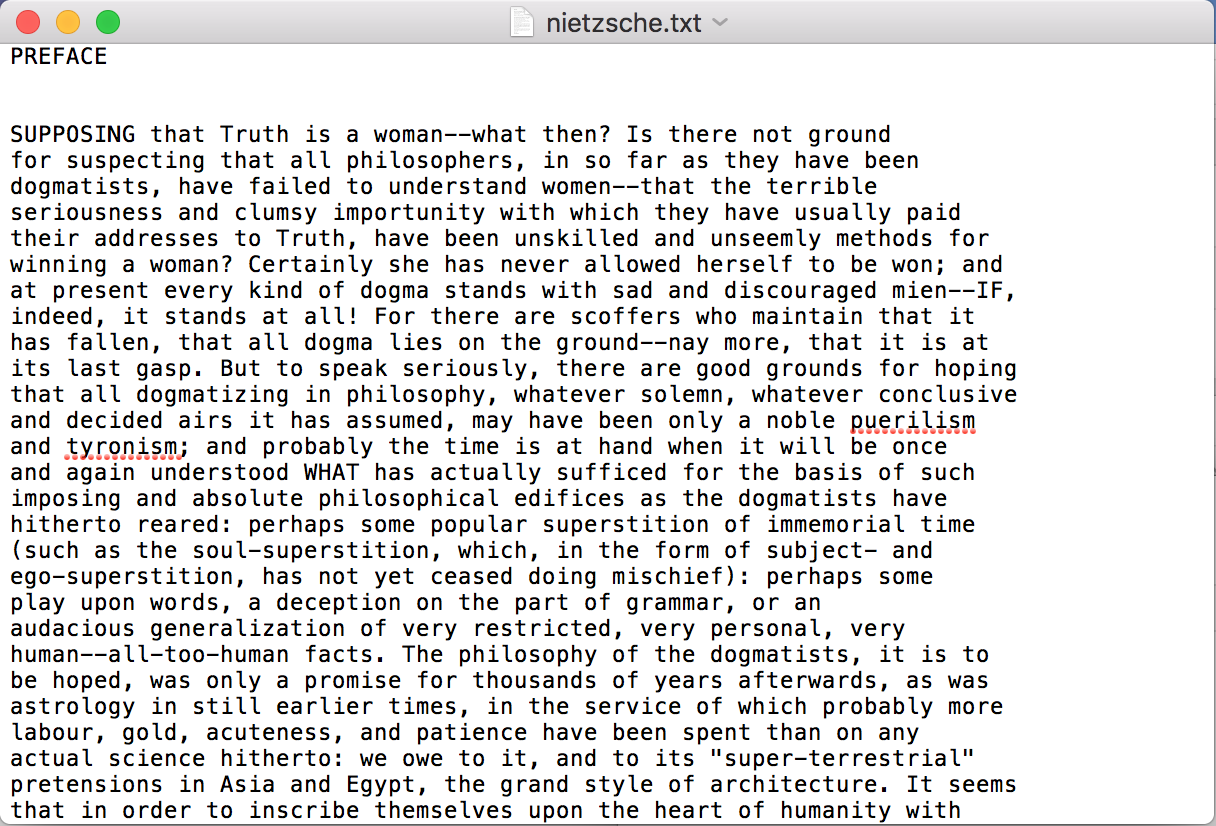 nietzsche.txt
PREFACE
SUPPOSING that Truth is a woman--what then? Is there not ground
for suspecting that all philosophers, in so far as they have been
dogmatists, have failed to understand women--that the terrible
seriousness and clumsy importunity with which they have usually paid
their addresses to Truth, have been unskilled and unseemly methods for
winning a woman? Certainly she has never allowed herself to be won; and
at present every kind of dogma stands with sad and discouraged mien--IF,
indeed, it stands at all! For there are scoffers who maintain that it
has fallen, that all dogma lies on the ground--nay more, that it is at
its last gasp. But to speak seriously, there are good grounds for hoping
that all dogmatizing in philosophy, whatever solemn, whatever conclusive
and decided airs it has assumed, may have been only a noble puerilism
and tyronism; and probably the time is at hand when it will be once
and again understood WHAT has actually sufficed for the basis of such
imposing and absolute philosophical edifices as the dogmatists have
hitherto reared: perhaps some popular superstition of immemorial time
(such as the soul-superstition, which, in the form of subject- and
ego-superstition, has not yet ceased doing mischief): perhaps some
play upon words, a deception on the part of grammar, or an
audacious generalization of very restricted, very personal, very
human--all-too-human facts. The philosophy of the dogmatists, it is to
be hoped, was only a promise for thousands of years afterwards, as was
astrology in still earlier times, in the service of which probably more
labour, gold, acuteness, and patience have been spent than on any
actual science hitherto: we owe to it, and to its "super-terrestrial"
pretensions in Asia and Egypt, the grand style of architecture. It seems
that in order to inscribe themselves upon the heart of humanity with